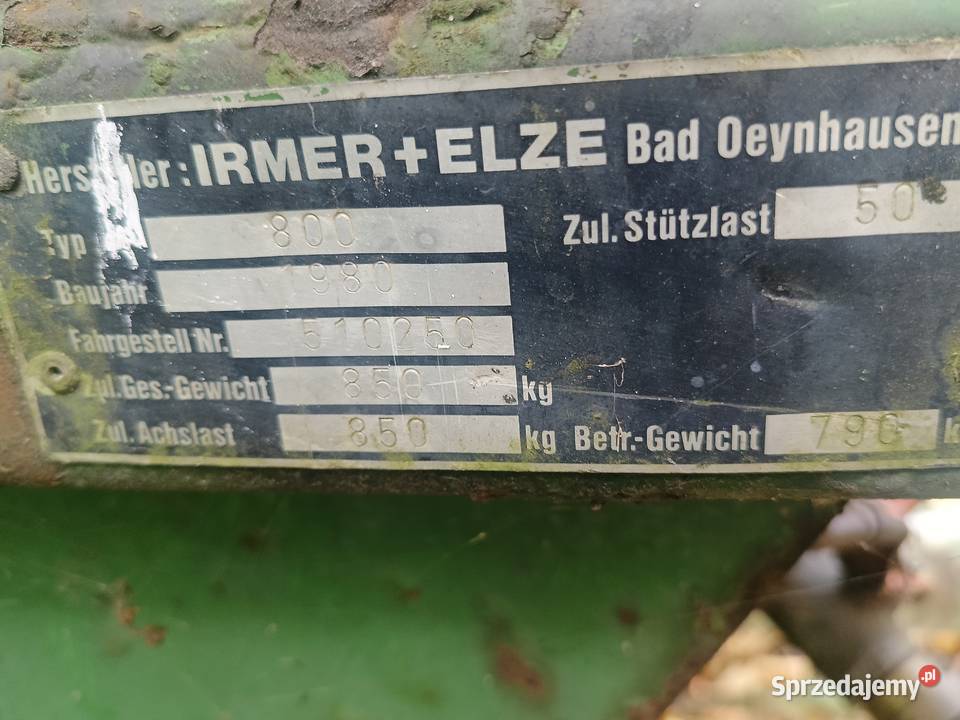 Hersteller: IRMER+ELZE Bad Oeynhausen
Typ 800 Zul. Stützlast 50
Baujahr 1980
Fahrgestell Nr. 510250
Zul. Ges.-Gewicht 850 kg
Zul. Achslast 850 kg Betr.-Gewicht 790 k
Sprzedajemy.pl